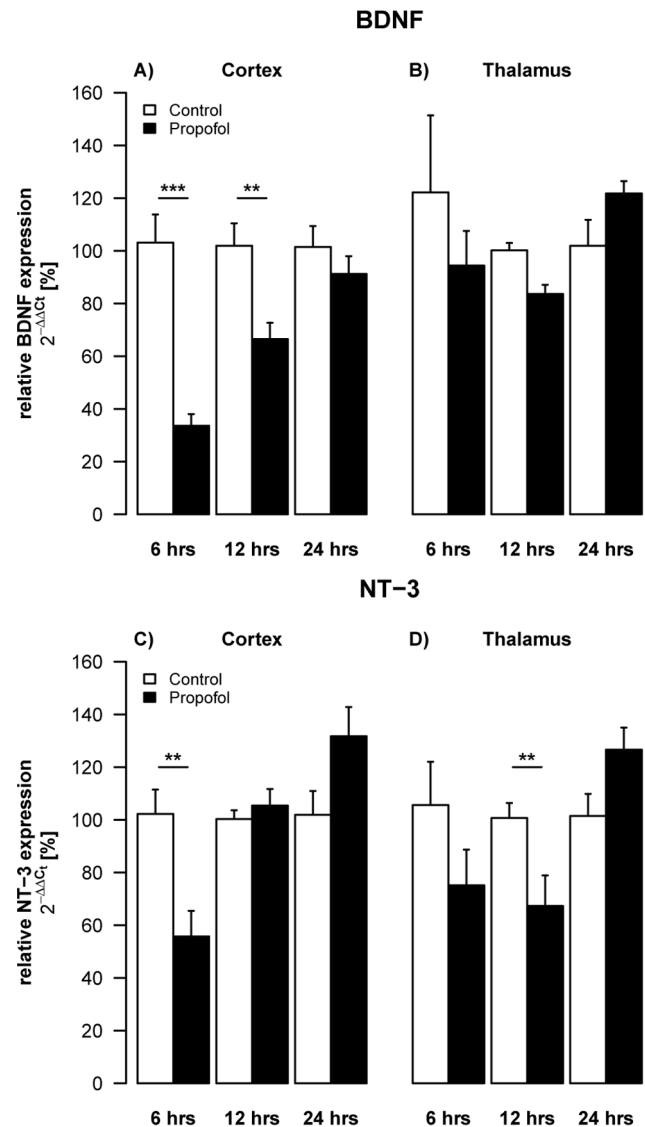 BDNF
A) Cortex B) Thalamus
160
140
120
100
80
60
40
20
0
relative BDNF expression
2^−ΔΔCt [%]
Control
Propofol
*** **
6 hrs 12 hrs 24 hrs 6 hrs 12 hrs 24 hrs
NT−3
C) Cortex D) Thalamus
160
140
120
100
80
60
40
20
0
relative NT−3 expression
2^−ΔΔCt [%]
Control
Propofol
** **
6 hrs 12 hrs 24 hrs 6 hrs 12 hrs 24 hrs